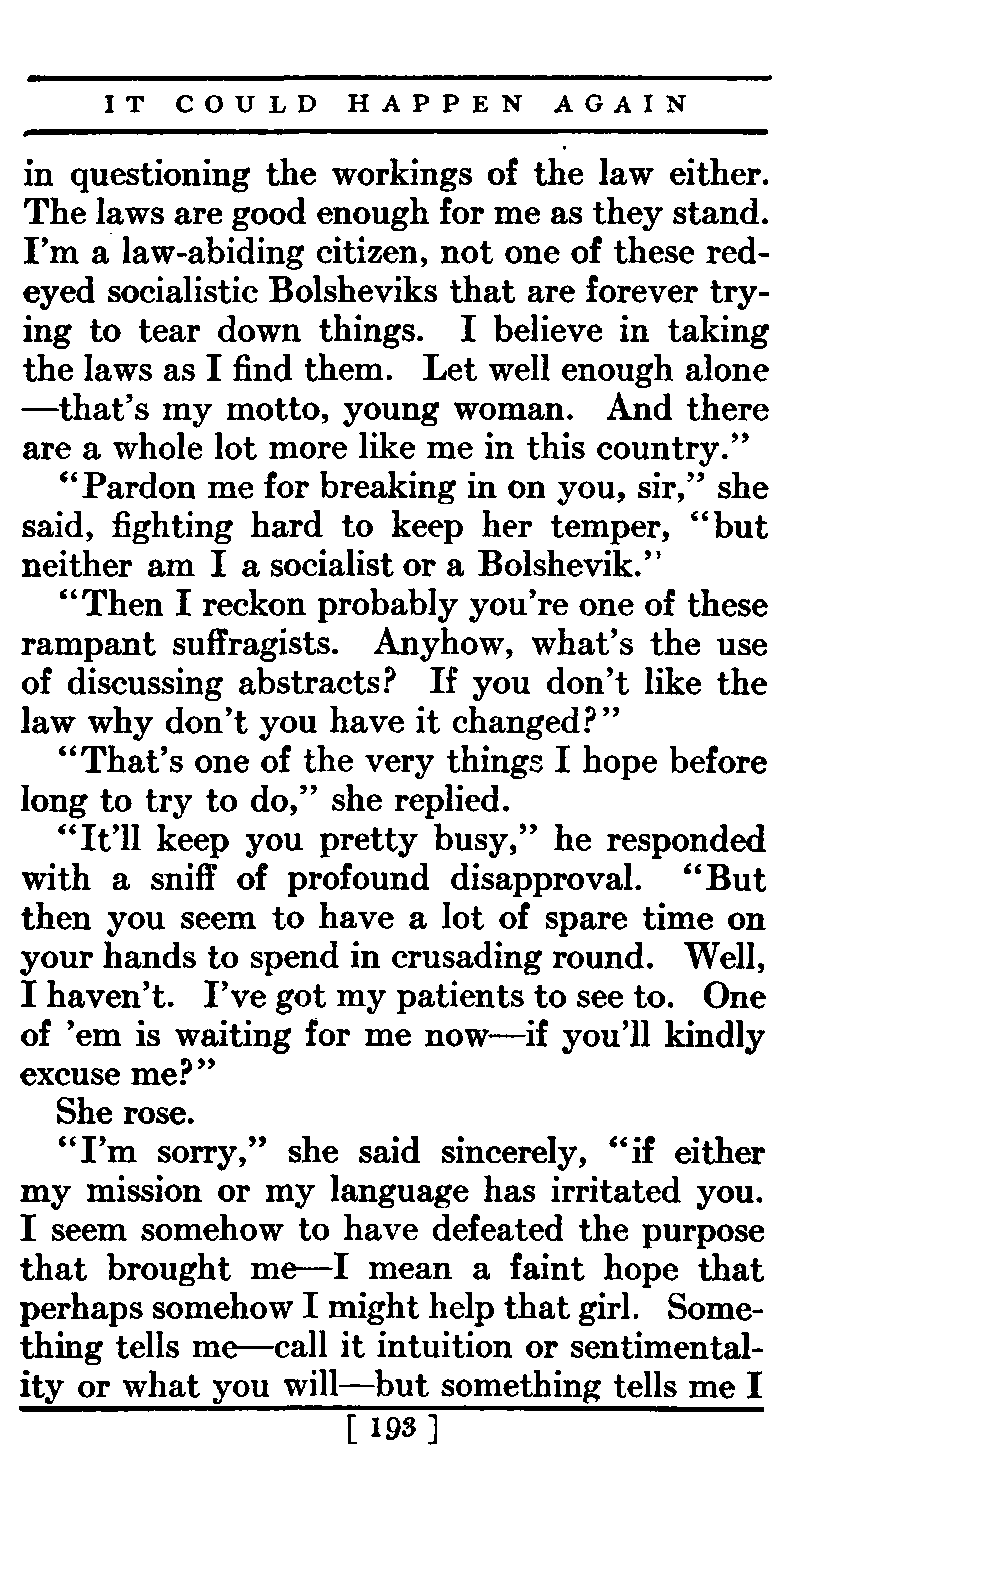 IT COULD HAPPEN AGAIN
in questioning the workings of the law either.
The laws are good enough for me as they stand.
I'm a law-abiding citizen, not one of these red-
eyed socialistic Bolsheviks that are forever try-
ing to tear down things. I believe in taking
the laws as I find them. Let well enough alone
—that's my motto, young woman. And there
are a whole lot more like me in this country."
"Pardon me for breaking in on you, sir," she
said, fighting hard to keep her temper, "but
neither am I a socialist or a Bolshevik."
"Then I reckon probably you're one of these
rampant suffragists. Anyhow, what's the use
of discussing abstracts? If you don't like the
law why don't you have it changed?"
"That's one of the very things I hope before
long to try to do," she replied.
"It'll keep you pretty busy," he responded
with a sniff of profound disapproval. "But
then you seem to have a lot of spare time on
your hands to spend in crusading round. Well,
I haven't. I've got my patients to see to. One
of 'em is waiting for me now—if you'll kindly
excuse me?"
She rose.
"I'm sorry," she said sincerely, "if either
my mission or my language has irritated you.
I seem somehow to have defeated the purpose
that brought me—I mean a faint hope that
perhaps somehow I might help that girl. Some-
thing tells me—call it intuition or sentimental-
ity or what you will—but something tells me I
[ 193 ]